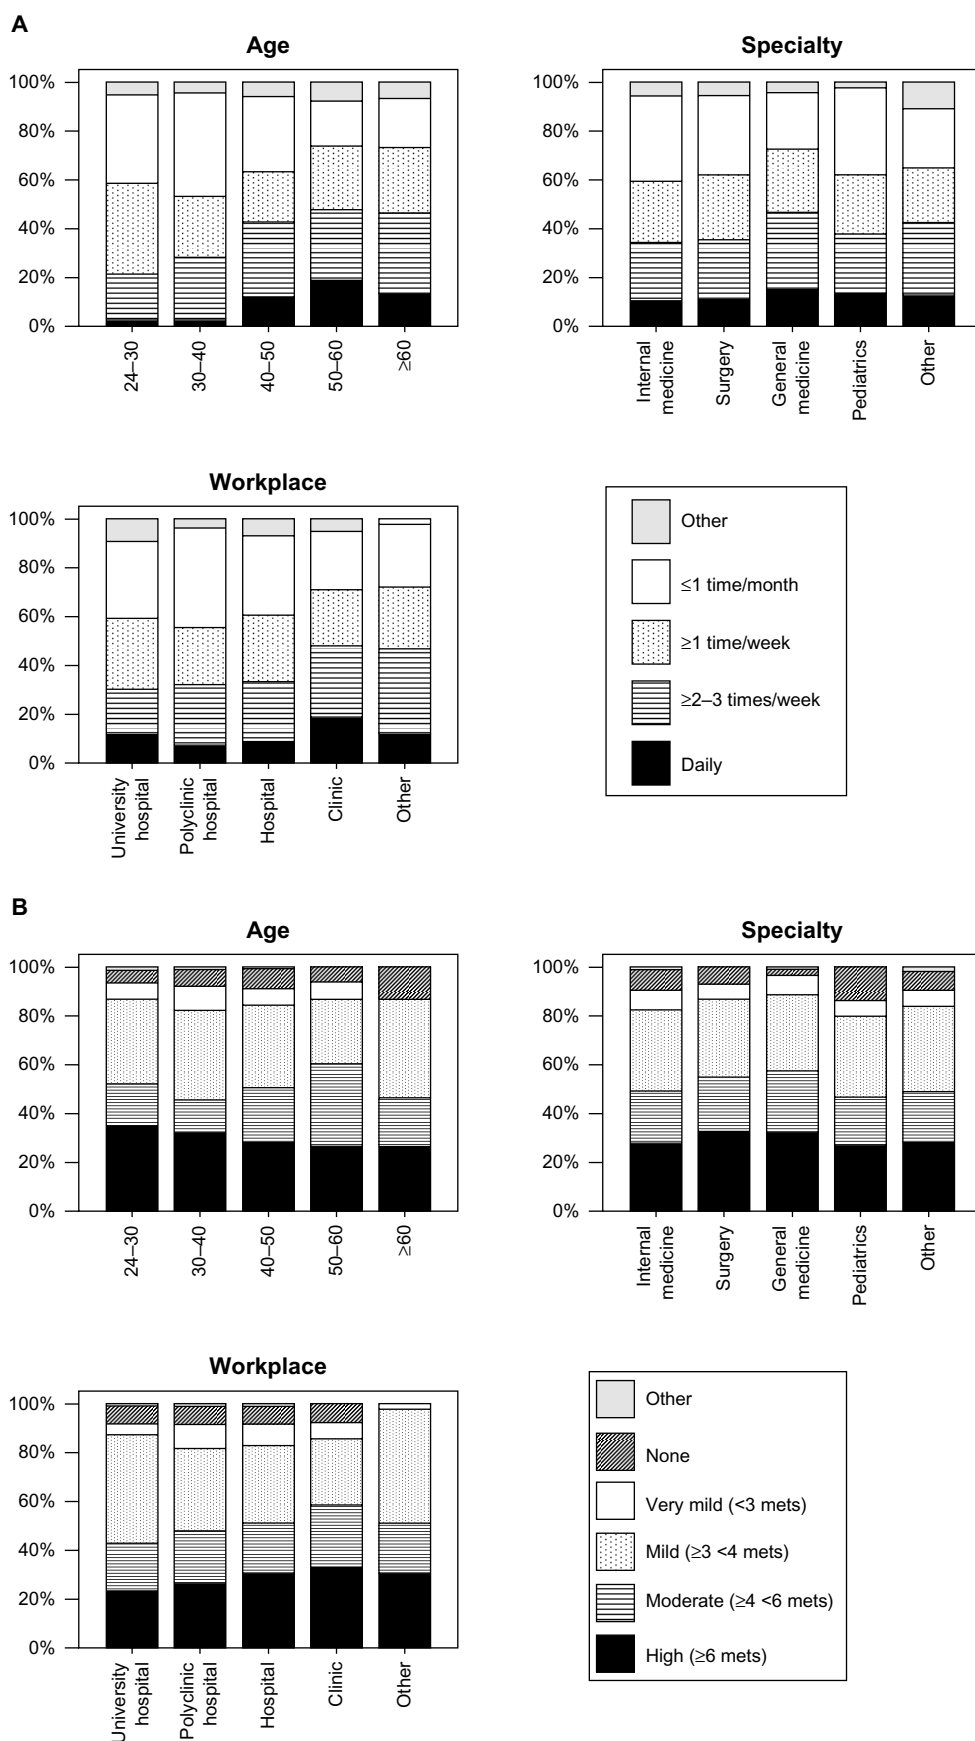 A
Age
100%
80%
60%
40%
20%
0%
24–30
30–40
40–50
50–60
≥60
Specialty
100%
80%
60%
40%
20%
0%
Internal
medicine
Surgery
General
medicine
Pediatrics
Other
Workplace
100%
80%
60%
40%
20%
0%
University
hospital
Polyclinic
hospital
Hospital
Clinic
Other
Other
≤1 time/month
≥1 time/week
≥2–3 times/week
Daily
B
Age
100%
80%
60%
40%
20%
0%
24–30
30–40
40–50
50–60
≥60
Specialty
100%
80%
60%
40%
20%
0%
Internal
medicine
Surgery
General
medicine
Pediatrics
Other
Workplace
100%
80%
60%
40%
20%
0%
University
hospital
Polyclinic
hospital
Hospital
Clinic
Other
Other
None
Very mild (<3 mets)
Mild (≥3 <4 mets)
Moderate (≥4 <6 mets)
High (≥6 mets)